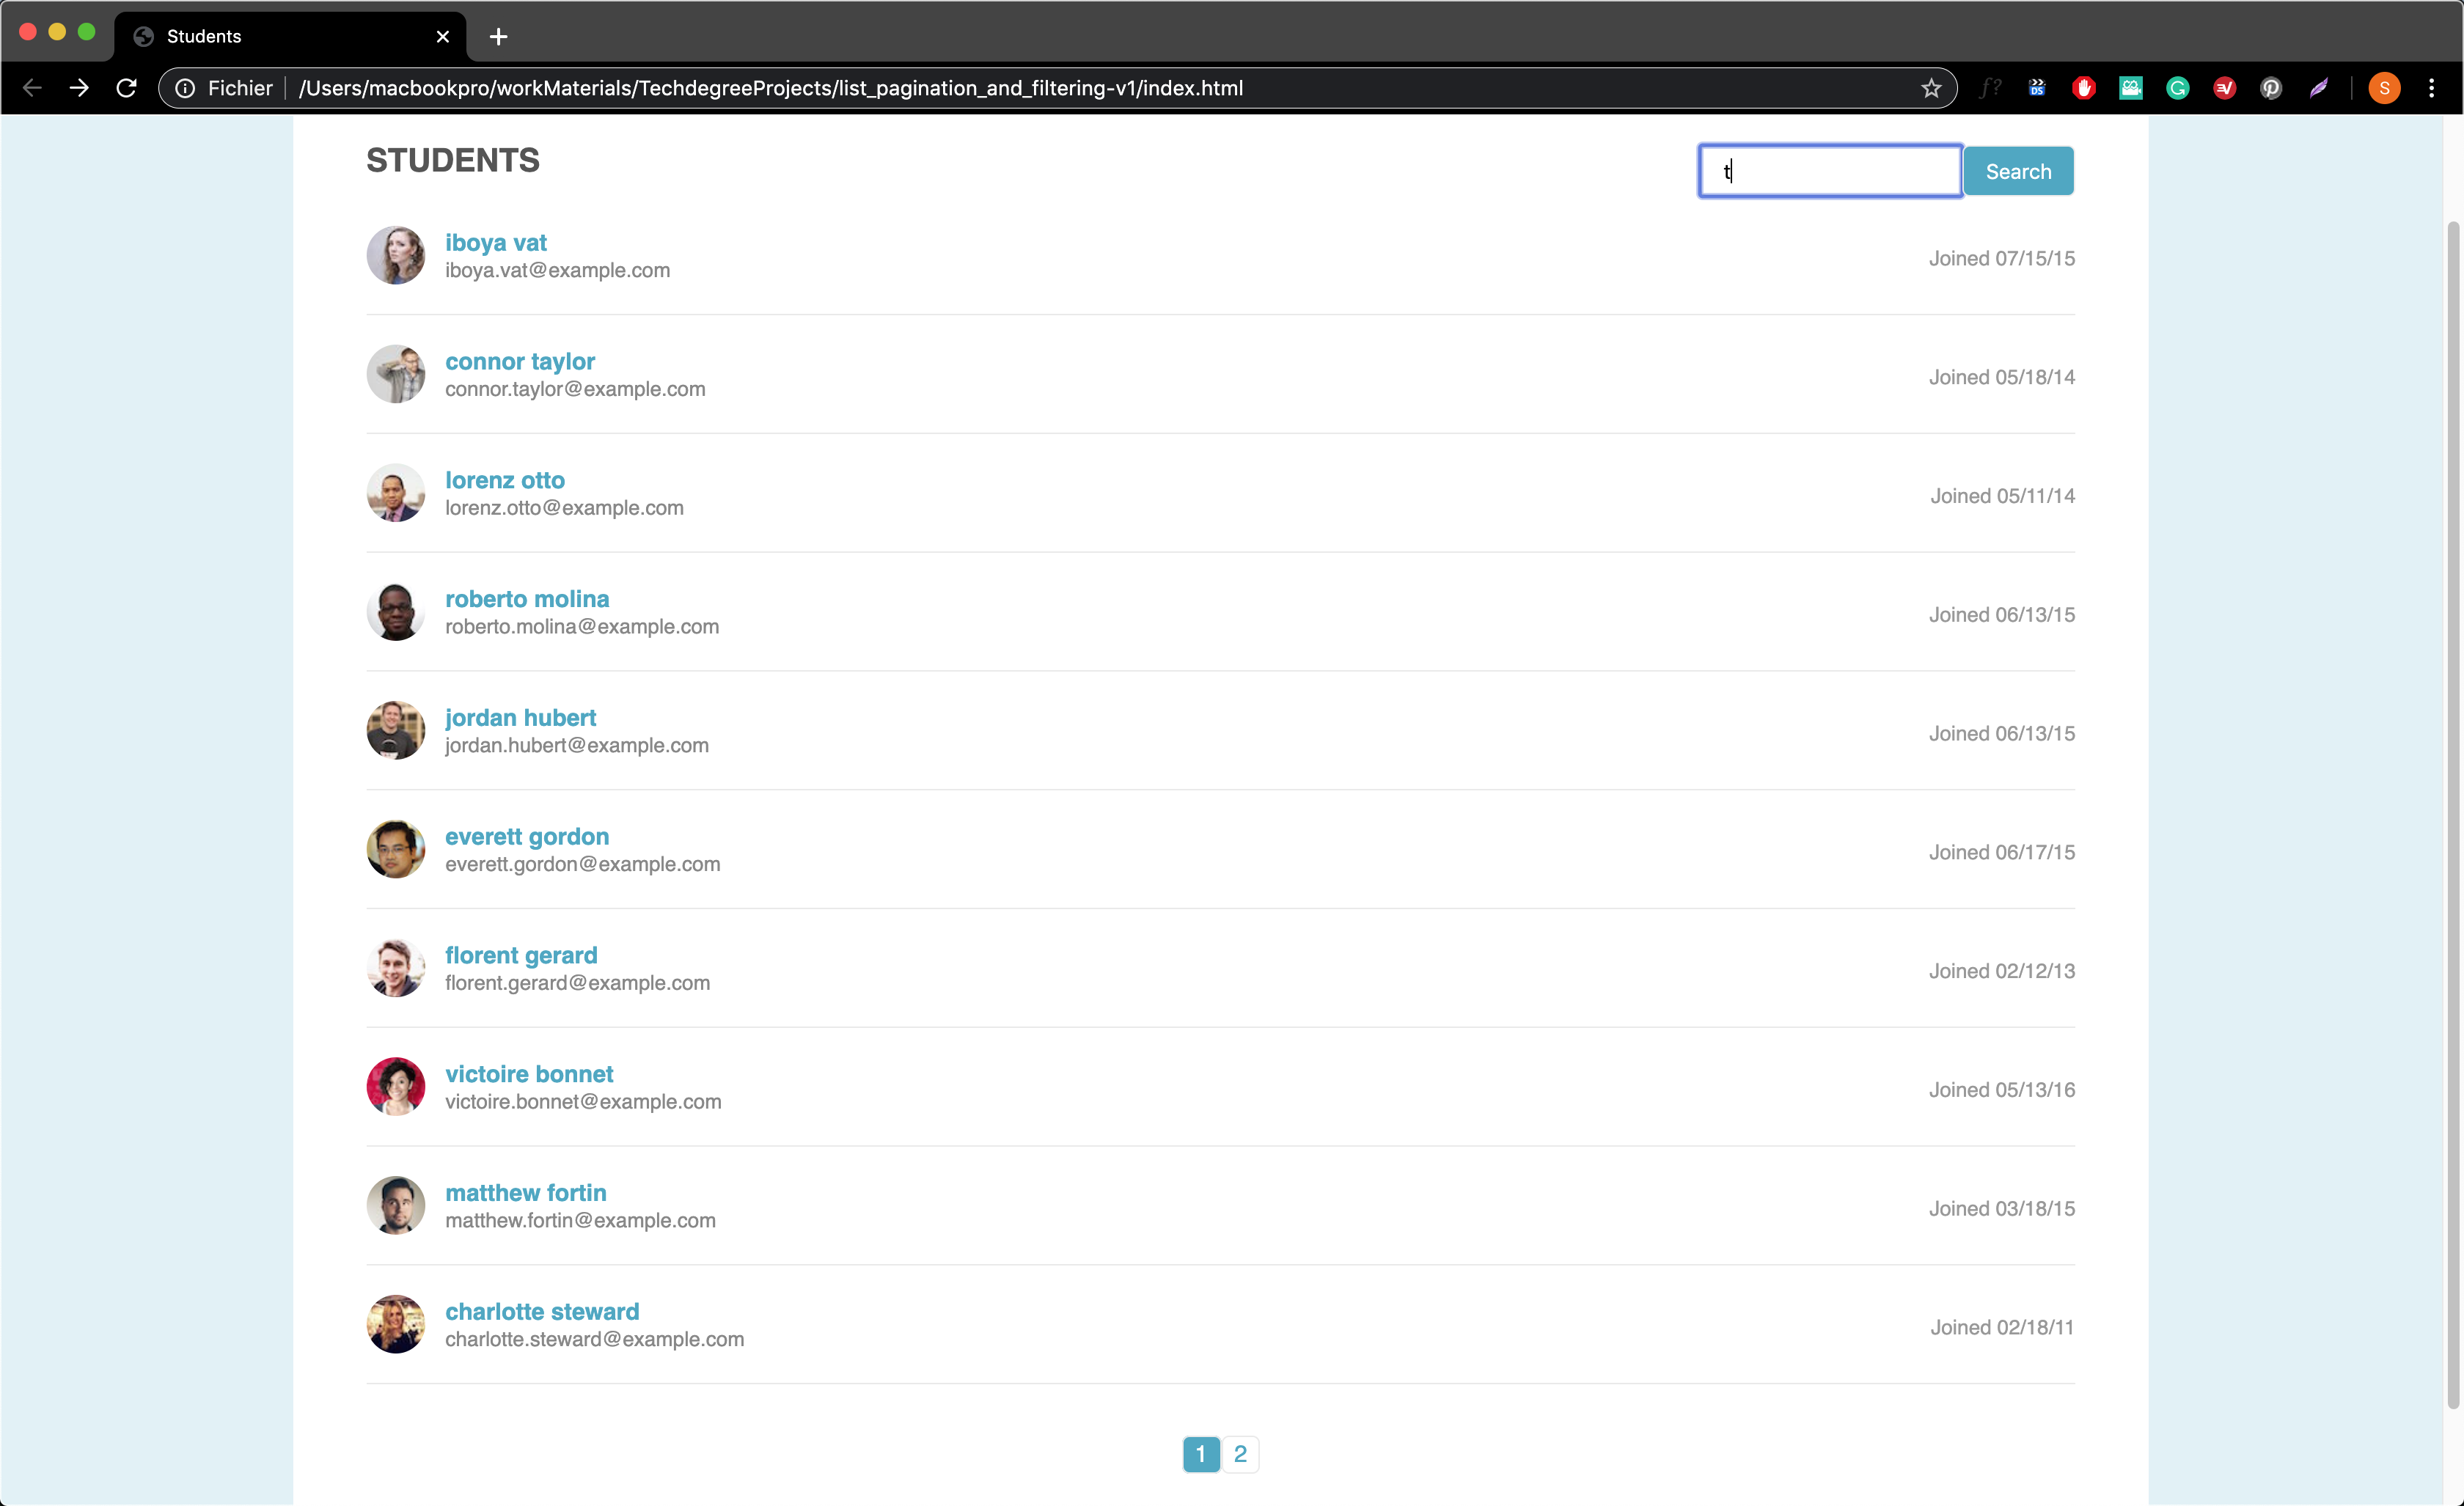 Students
Fichier /Users/macbookpro/workMaterials/TechdegreeProjects/list_pagination_and_filtering-v1/index.html
f?
DS
S
STUDENTS
t
Search
iboya vat
iboya.vat@example.com
Joined 07/15/15
connor taylor
connor.taylor@example.com
Joined 05/18/14
lorenz otto
lorenz.otto@example.com
Joined 05/11/14
roberto molina
roberto.molina@example.com
Joined 06/13/15
jordan hubert
jordan.hubert@example.com
Joined 06/13/15
everett gordon
everett.gordon@example.com
Joined 06/17/15
florent gerard
florent.gerard@example.com
Joined 02/12/13
victoire bonnet
victoire.bonnet@example.com
Joined 05/13/16
matthew fortin
matthew.fortin@example.com
Joined 03/18/15
charlotte steward
charlotte.steward@example.com
Joined 02/18/11
1 2